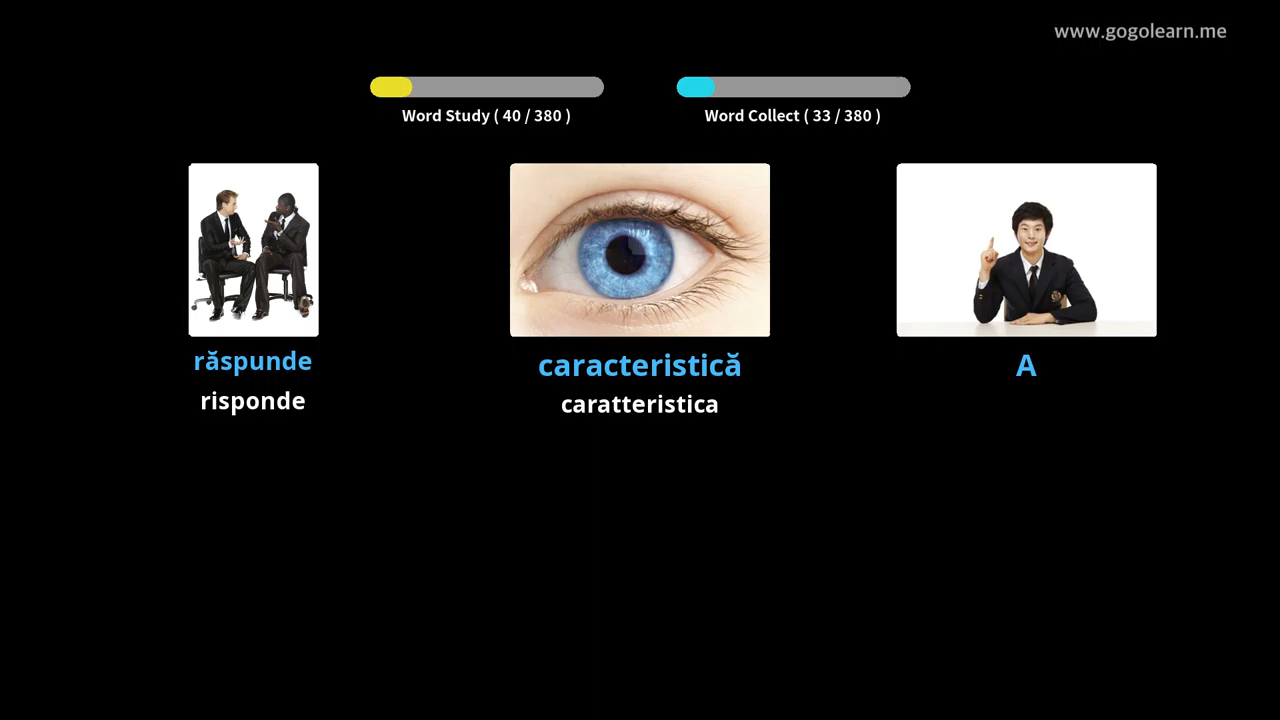 www.gogolearn.me
Word Study ( 40 / 380 )
Word Collect ( 33 / 380 )
răspunde
risponde
caracteristică
caratteristica
A